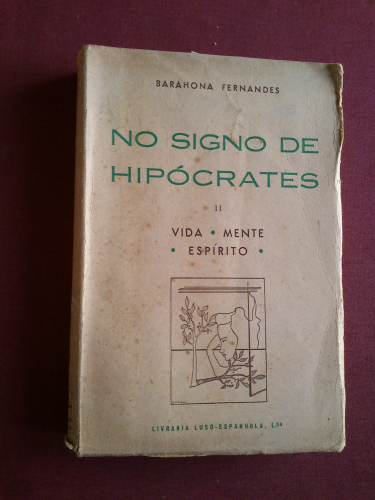 BARAHONA FERNANDES
NO SIGNO DE
HIPÓCRATES
II
VIDA • MENTE
• ESPÍRITO •
LIVRARIA LUSO-ESPANHOLA, L.DA